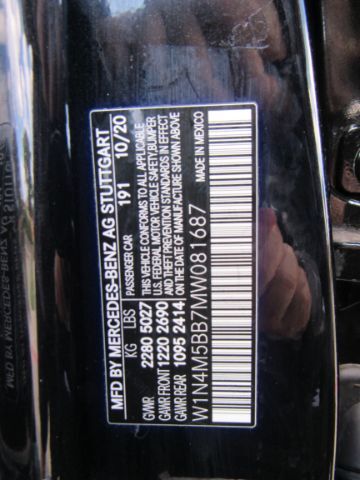 MFD BY MERCEDES-BENZ AG STUTTGART
PASSENGER CAR 191 10/20
KG LBS
GVWR 2280 5027
GAWR FRONT 1220 2690
GAWR REAR 1095 2414
THIS VEHICLE CONFORMS TO ALL APPLICABLE
U.S. FEDERAL MOTOR VEHICLE SAFETY, BUMPER
AND THEFT PREVENTION STANDARDS IN EFFECT
ON THE DATE OF MANUFACTURE SHOWN ABOVE
W1N4M5BB7MW081687
MADE IN MEXICO